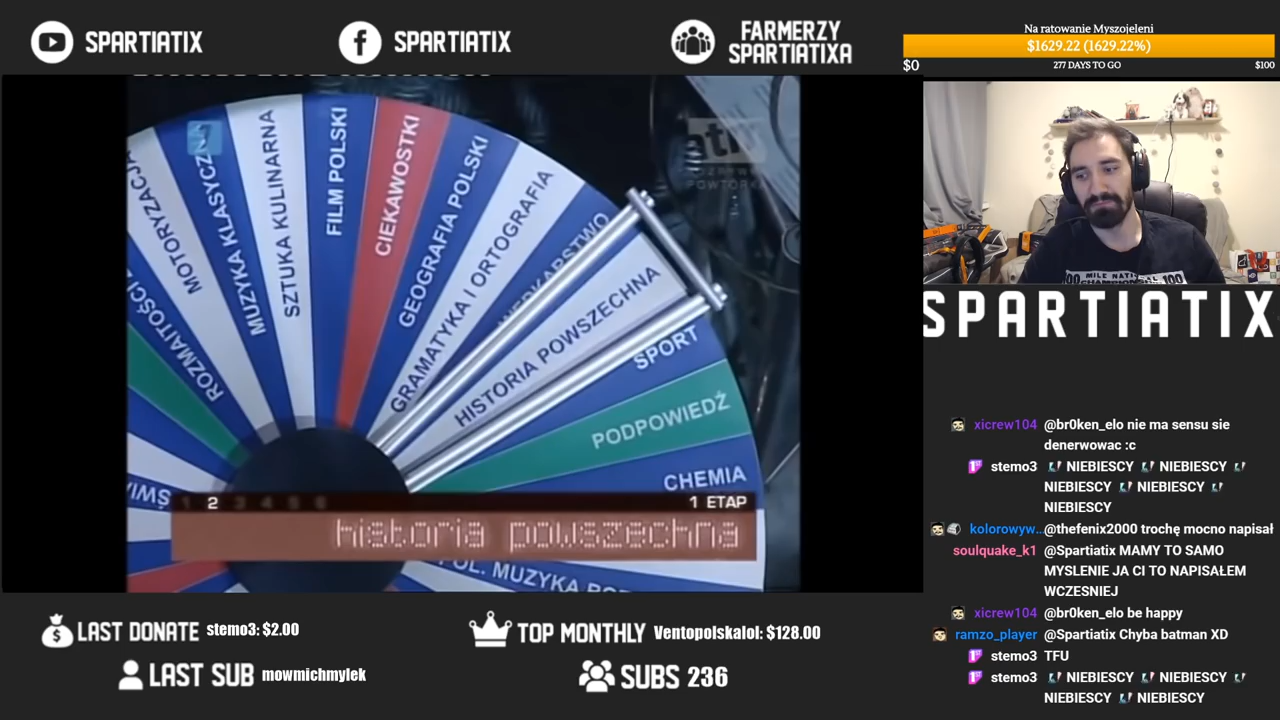 SPARTIATIX
SPARTIATIX
FARMERZY
SPARTIATIXA
Na ratowanie Myszojeleni
$1629.22 (1629.22%)
$0
277 DAYS TO GO
$100
MOTORYZACJA
MUZYKA KLASYCZN
SZTUKA KULINARNA
FILM POLSKI
CIEKAWOSTKI
GEOGRAFIA POLSKI
GRAMATYKA I ORTOGRAFIA
HISTORIA POWSZECHNA
SPORT
PODPOWIEDŹ
CHEMIA
ROZMAITOŚCI
ŚWI
POL. MUZYKA
atv
POWTÓRKA
2 3 4 5 6
1 ETAP
historia powszechna
SPARTIATIX
xicrew104 @br0ken_elo nie ma sensu sie
denerwowac :c
stemo3 NIEBIESCY NIEBIESCY
NIEBIESCY NIEBIESCY
NIEBIESCY
kolorowyw... @thefenix2000 trochę mocno napisał
soulquake_k1 @Spartiatix MAMY TO SAMO
MYSLENIE JA CI TO NAPISAŁEM
WCZESNIEJ
xicrew104 @br0ken_elo be happy
ramzo_player @Spartiatix Chyba batman XD
stemo3 TFU
stemo3 NIEBIESCY NIEBIESCY
NIEBIESCY NIEBIESCY
LAST DONATE stemo3: $2.00
TOP MONTHLY Ventopolskalol: $128.00
LAST SUB mowmichmylek
SUBS 236